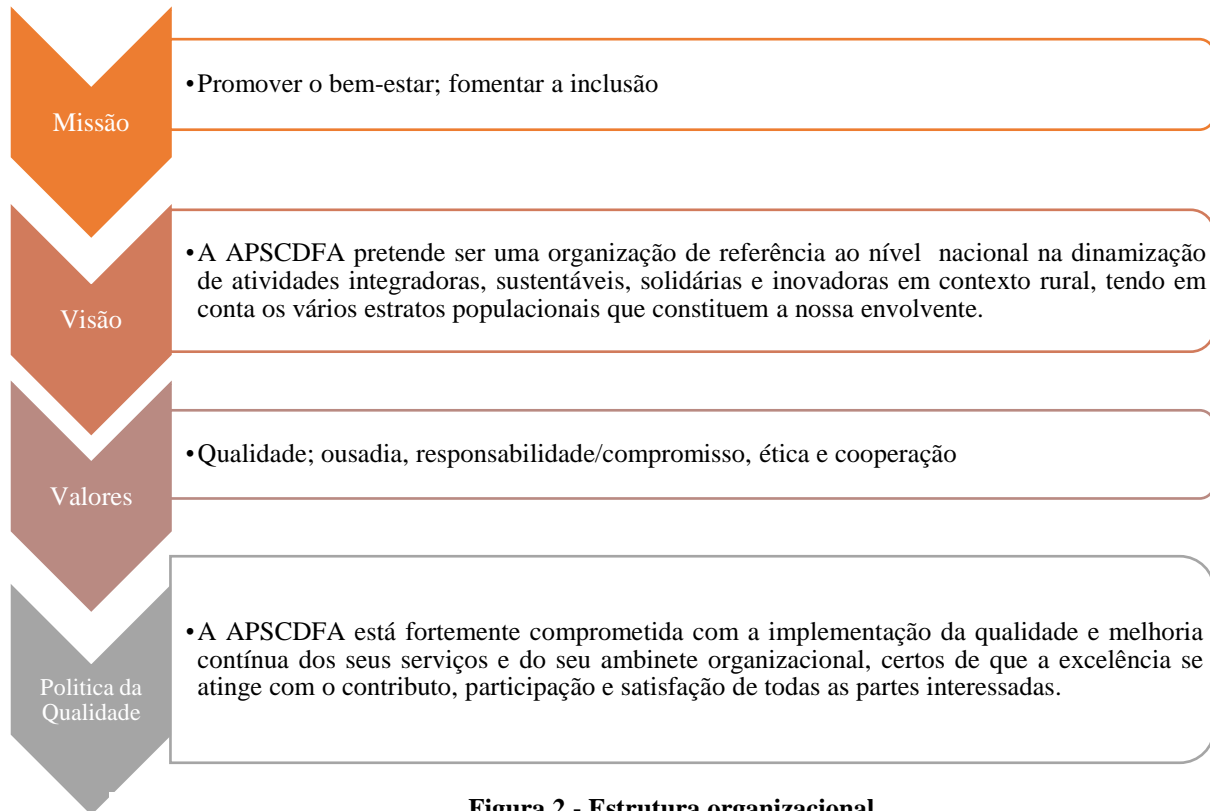 Missão
•Promover o bem-estar; fomentar a inclusão
Visão
•A APSCDFA pretende ser uma organização de referência ao nível nacional na dinamização
de atividades integradoras, sustentáveis, solidárias e inovadoras em contexto rural, tendo em
conta os vários estratos populacionais que constituem a nossa envolvente.
Valores
•Qualidade; ousadia, responsabilidade/compromisso, ética e cooperação
Politica da
Qualidade
•A APSCDFA está fortemente comprometida com a implementação da qualidade e melhoria
contínua dos seus serviços e do seu ambinete organizacional, certos de que a excelência se
atinge com o contributo, participação e satisfação de todas as partes interessadas.
Figura 2 - Estrutura organizacional